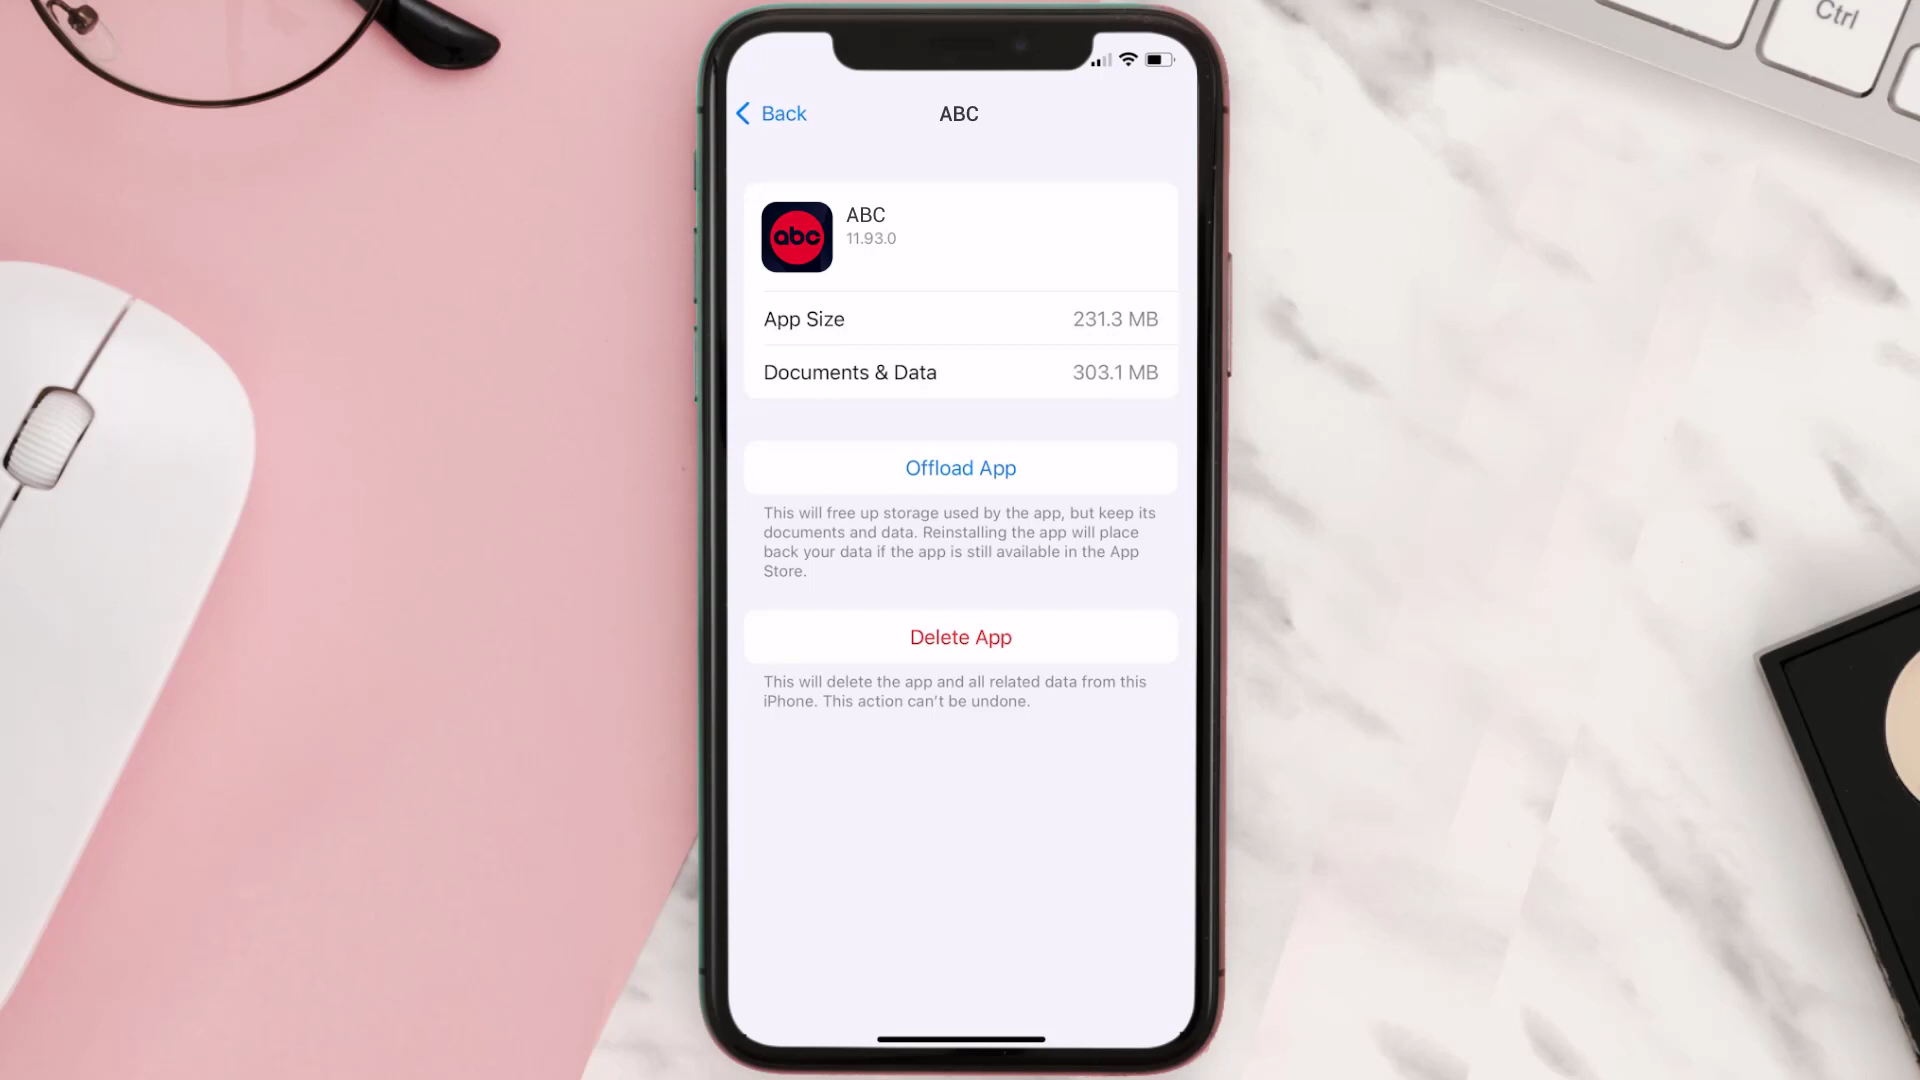 Ctrl
Back
ABC
abc
ABC
11.93.0
App Size 231.3 MB
Documents & Data 303.1 MB
Offload App
This will free up storage used by the app, but keep its
documents and data. Reinstalling the app will place
back your data if the app is still available in the App
Store.
Delete App
This will delete the app and all related data from this
iPhone. This action can't be undone.